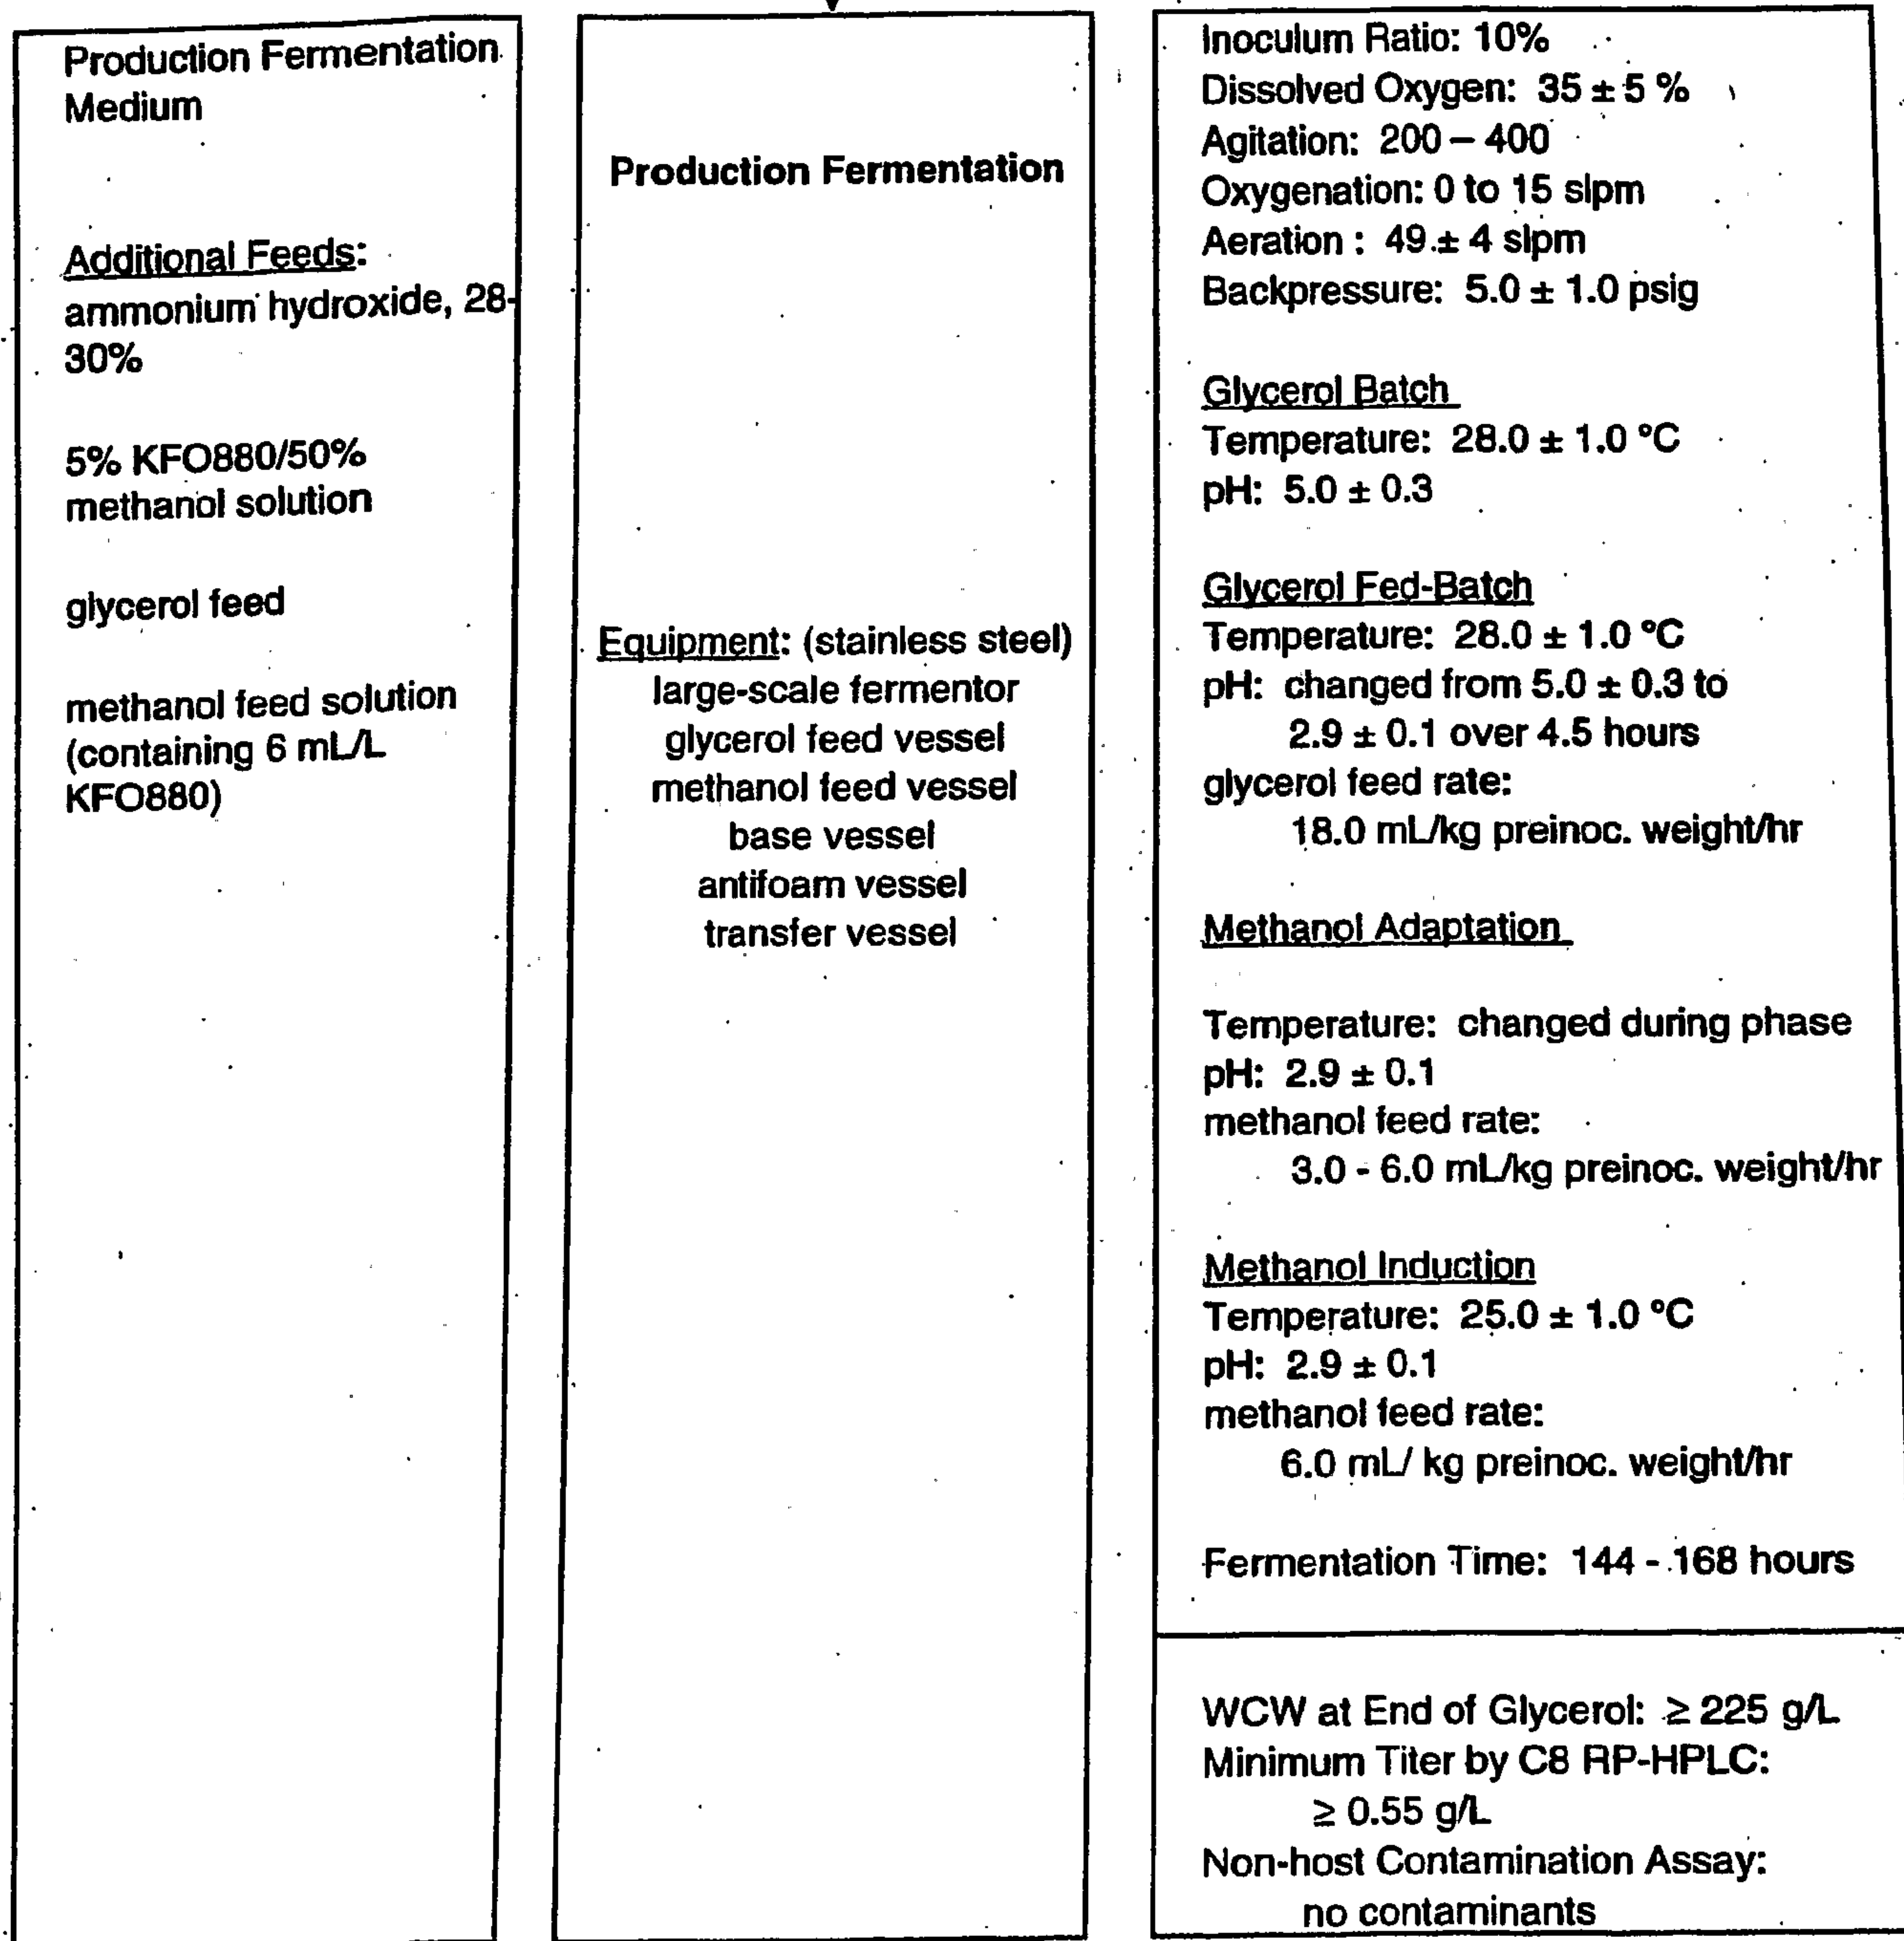 Production Fermentation
Medium
Additional Feeds:
ammonium hydroxide, 28-
30%
5% KFO880/50%
methanol solution
glycerol feed
methanol feed solution
(containing 6 mL/L
KFO880)
Production Fermentation
Equipment: (stainless steel)
large-scale fermentor
glycerol feed vessel
methanol feed vessel
base vessel
antifoam vessel
transfer vessel
Inoculum Ratio: 10%
Dissolved Oxygen: 35 ± 5 %
Agitation: 200 – 400
Oxygenation: 0 to 15 slpm
Aeration : 49 ± 4 slpm
Backpressure: 5.0 ± 1.0 psig
Glycerol Batch
Temperature: 28.0 ± 1.0 °C
pH: 5.0 ± 0.3
Glycerol Fed-Batch
Temperature: 28.0 ± 1.0 °C
pH: changed from 5.0 ± 0.3 to
2.9 ± 0.1 over 4.5 hours
glycerol feed rate:
18.0 mL/kg preinoc. weight/hr
Methanol Adaptation
Temperature: changed during phase
pH: 2.9 ± 0.1
methanol feed rate:
3.0 - 6.0 mL/kg preinoc. weight/hr
Methanol Induction
Temperature: 25.0 ± 1.0 °C
pH: 2.9 ± 0.1
methanol feed rate:
6.0 mL/ kg preinoc. weight/hr
Fermentation Time: 144 - 168 hours
WCW at End of Glycerol: ≥ 225 g/L
Minimum Titer by C8 RP-HPLC:
≥ 0.55 g/L
Non-host Contamination Assay:
no contaminants